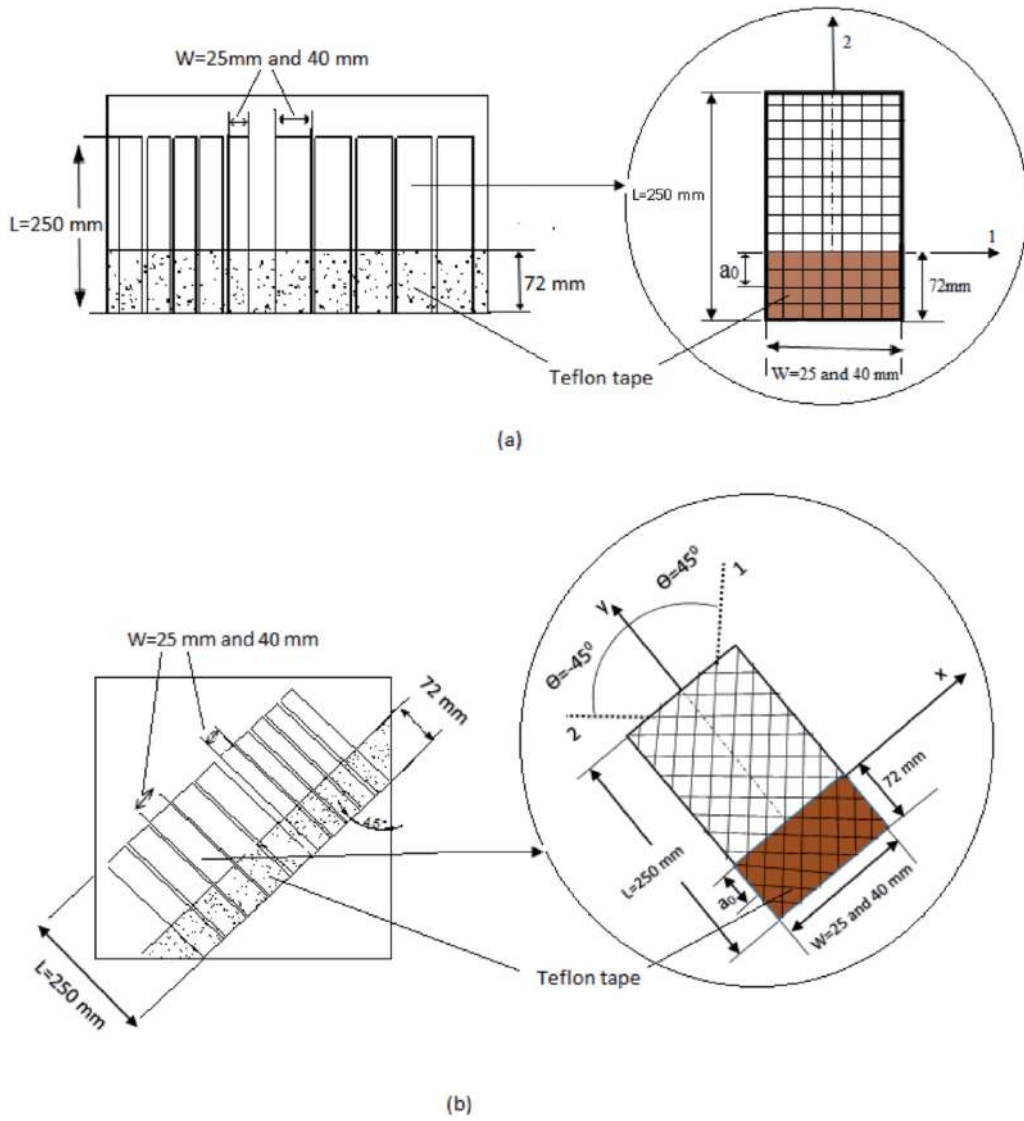 W=25mm and 40 mm
L=250 mm
72 mm
Teflon tape
2
L=250 mm
1
a0
72mm
W=25 and 40 mm
(a)
W=25 mm and 40 mm
72 mm
45°
L=250 mm
Teflon tape
Θ=45⁰
1
y
Θ=-45⁰
2
x
72 mm
L=250 mm
a0
W=25 and 40 mm
(b)